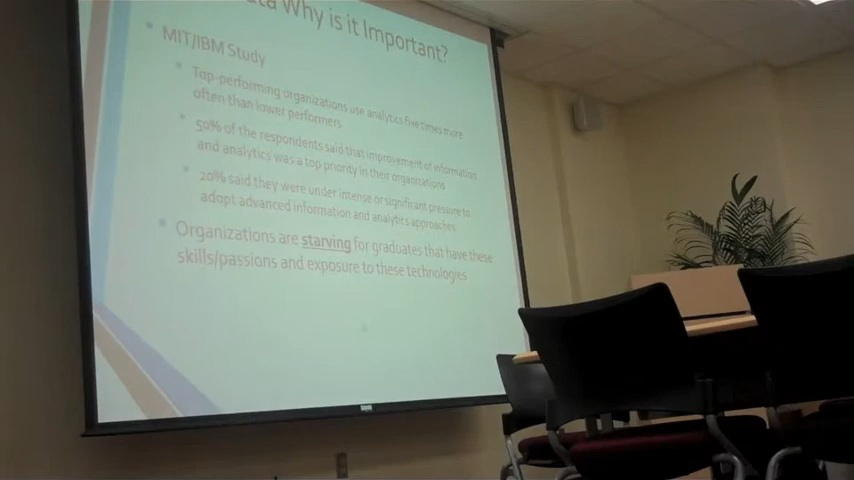 Why is it Important?
MIT/IBM Study
Top-performing organizations use analytics five times more
often than lower performers
50% of the respondents said that improvement of information
and analytics was a top priority in their organizations
20% said they were under intense or significant pressure to
adopt advanced information and analytics approaches
Organizations are starving for graduates that have these
skills/passions and exposure to these technologies